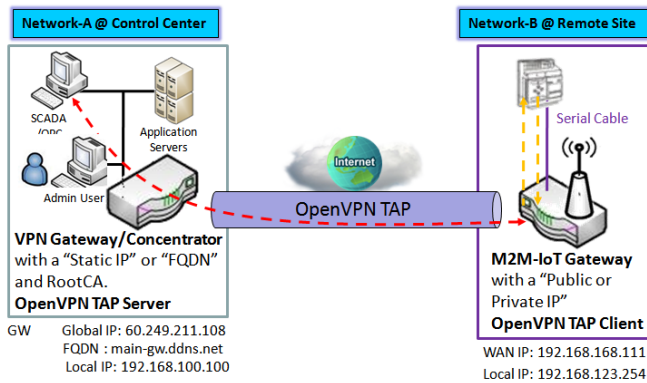 Network-A @ Control Center
Network-B @ Remote Site
SCADA
Application
Servers
Admin User
Serial Cable
Internet
OpenVPN TAP
VPN Gateway/Concentrator
with a “Static IP” or “FQDN”
and RootCA.
OpenVPN TAP Server
M2M-IoT Gateway
with a “Public or
Private IP”
OpenVPN TAP Client
GW Global IP: 60.249.211.108
FQDN : main-gw.ddns.net
Local IP: 192.168.100.100
WAN IP: 192.168.168.111
Local IP: 192.168.123.254